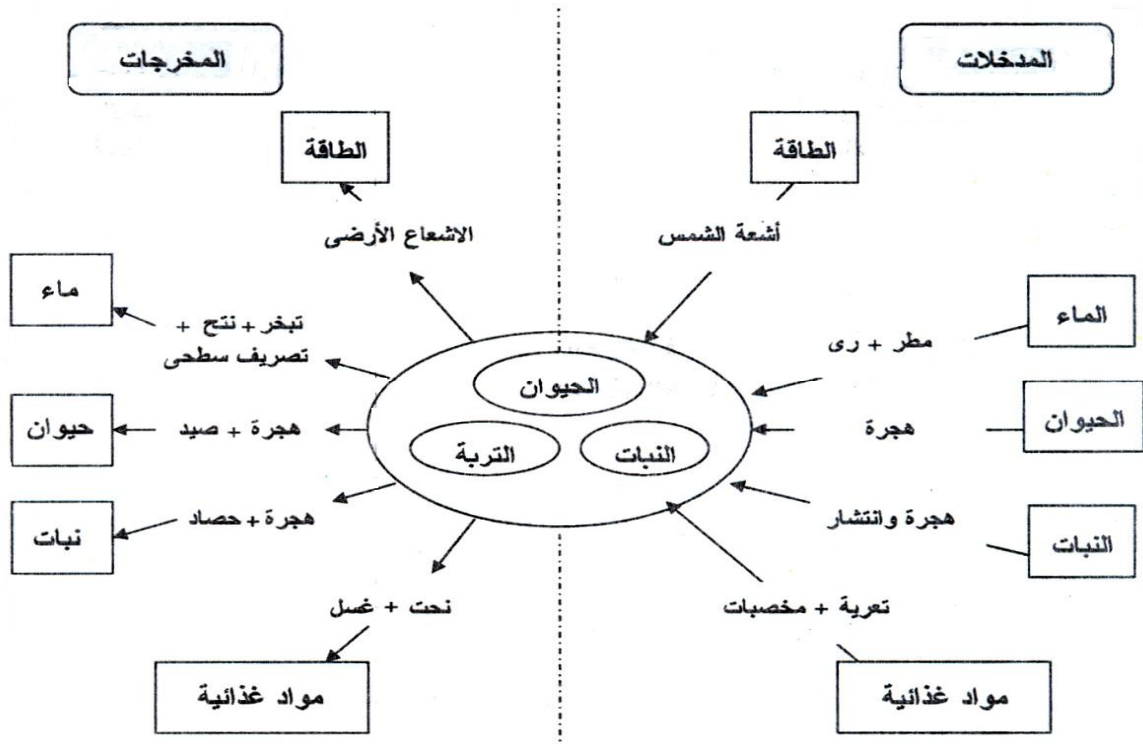 المدخلات
المخرجات
الطاقة
الطاقة
أشعة الشمس
الاشعاع الأرضى
الماء
مطر + رى
تبخر + نتح +
تصريف سطحى
ماء
الحيوان
هجرة
الحيوان
هجرة + صيد
حيوان
النبات
التربة
النبات
هجرة وانتشار
هجرة + حصاد
نبات
تعرية + مخصبات
نحت + غسل
مواد غذائية
مواد غذائية